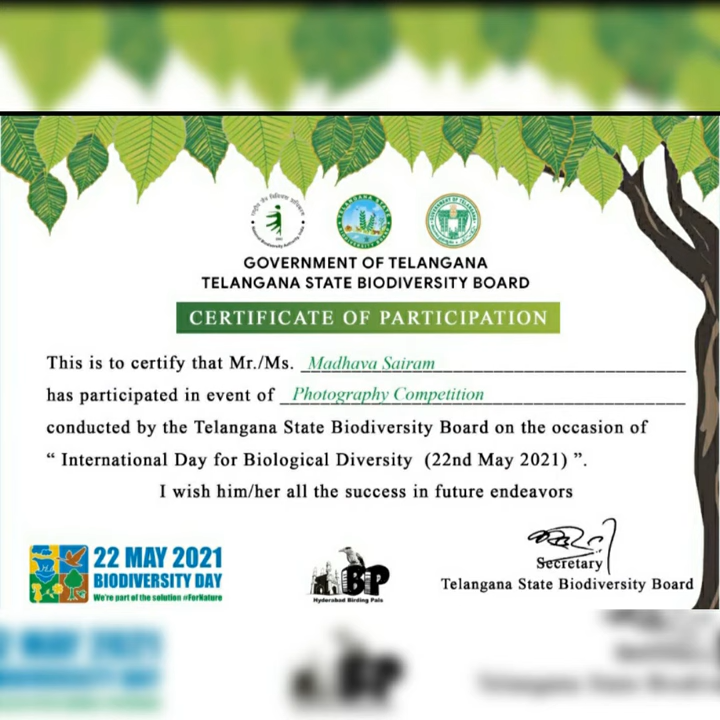 GOVERNMENT OF TELANGANA
TELANGANA STATE BIODIVERSITY BOARD
CERTIFICATE OF PARTICIPATION
This is to certify that Mr./Ms. Madhava Sairam
has participated in event of Photography Competition
conducted by the Telangana State Biodiversity Board on the occasion of
“ International Day for Biological Diversity (22nd May 2021) ”.
I wish him/her all the success in future endeavors
22 MAY 2021
BIODIVERSITY DAY
We're part of the solution #ForNature
HBP
Hyderabad Birding Pals
Secretary
Telangana State Biodiversity Board